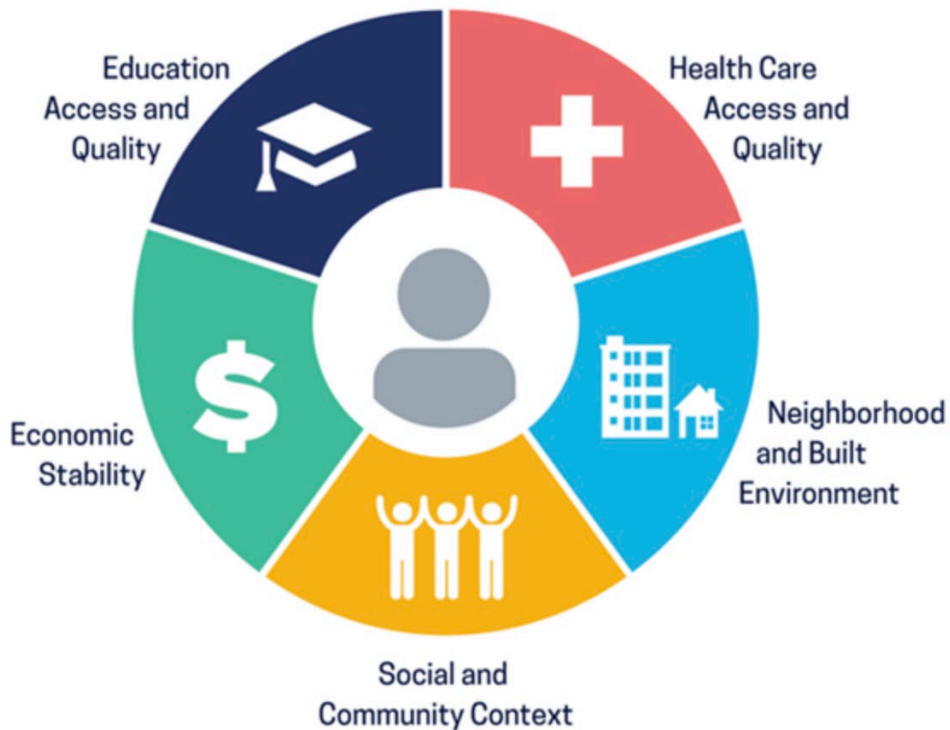 Education
Access and
Quality
Health Care
Access and
Quality
Economic
Stability
Neighborhood
and Built
Environment
Social and
Community Context